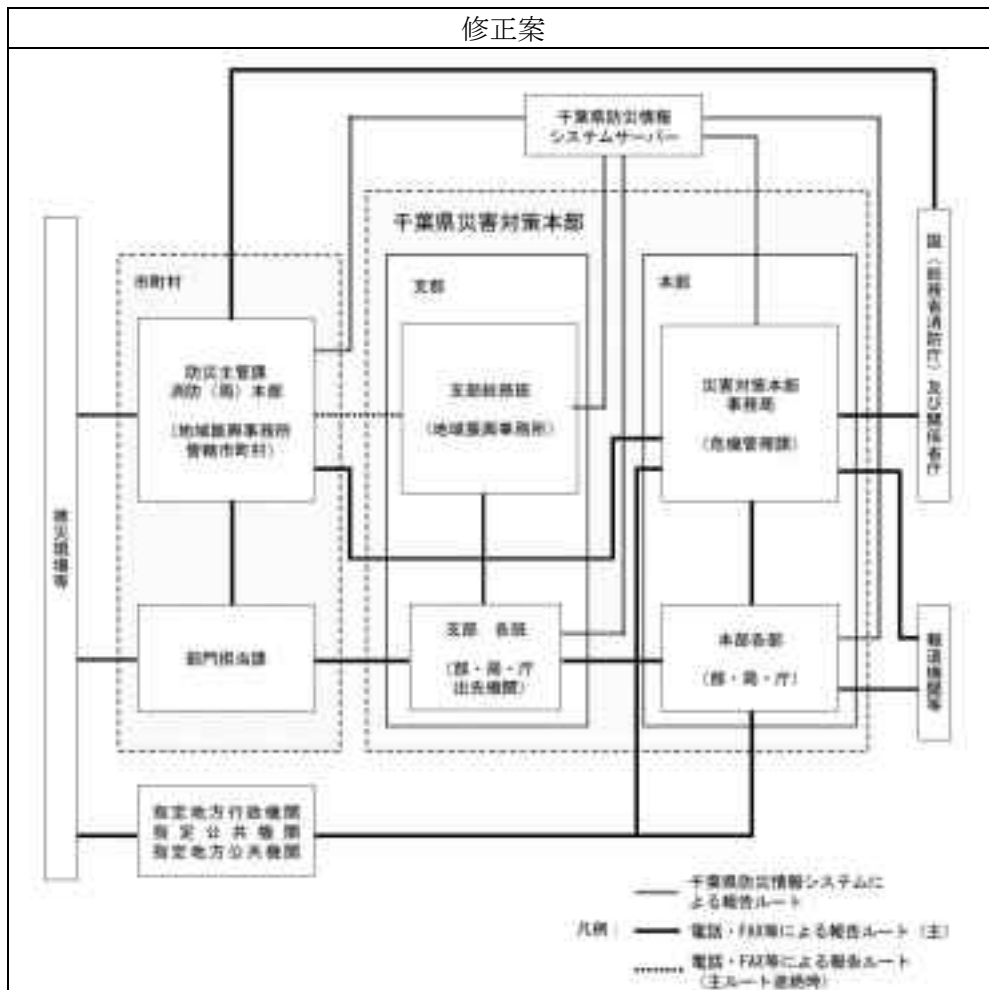 修正案
千葉県防災情報
システムサーバー
千葉県災害対策本部
市町村
支部
本部
防災主管課
消防(局)本部
(地域振興事務所
管轄市町村)
支部総務班
(地域振興事務所)
災害対策本部
事務局
(危機管理課)
国(総務省消防庁)及び関係省庁
被災現場等
部門担当課
支部 各班
(部・局・庁
出先機関)
本部各部
(部・局・庁)
報道機関等
指定地方行政機関
指定公共機関
指定地方公共機関
凡例:
千葉県防災情報システムに
よる報告ルート
電話・FAX等による報告ルート(主)
電話・FAX等による報告ルート
(主ルート途絶時)